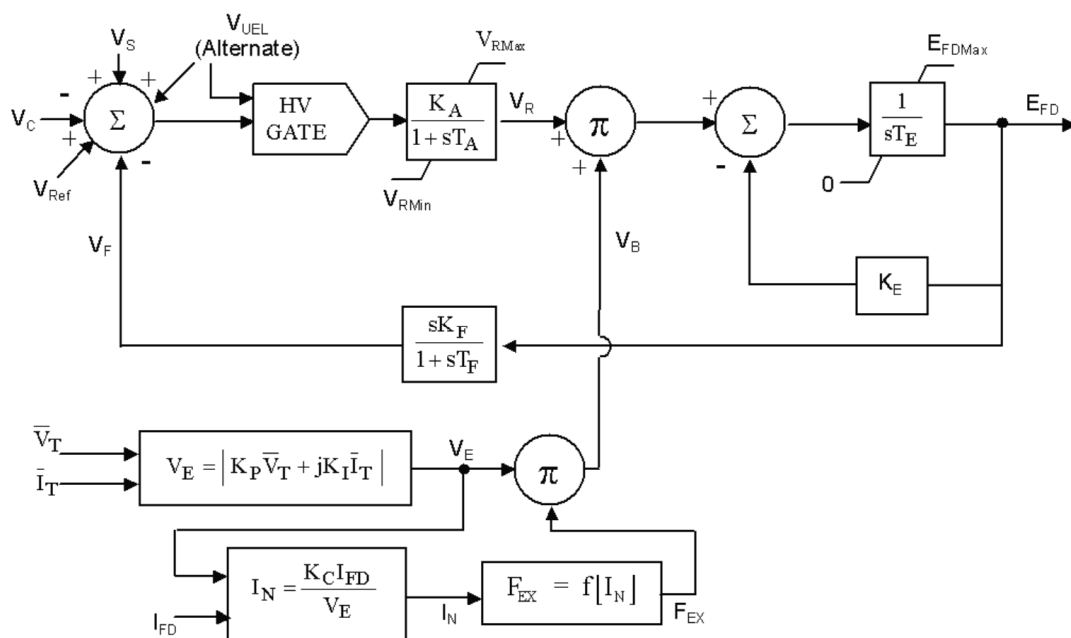 V_UEL
(Alternate)
V_S
+
+
-
V_C
Σ
+
-
V_Ref
HV
GATE
V_RMax
K_A
1 + sT_A
V_RMin
V_R
+
π
+
+
Σ
-
E_FDMax
1
sT_E
0
E_FD
V_F
V_B
K_E
sK_F
1 + sT_F
V̅_T
I̅_T
V_E = |K_P V̅_T + jK_I I̅_T|
V_E
π
I_FD
I_N = K_C I_FD / V_E
I_N
F_EX = f[I_N]
F_EX